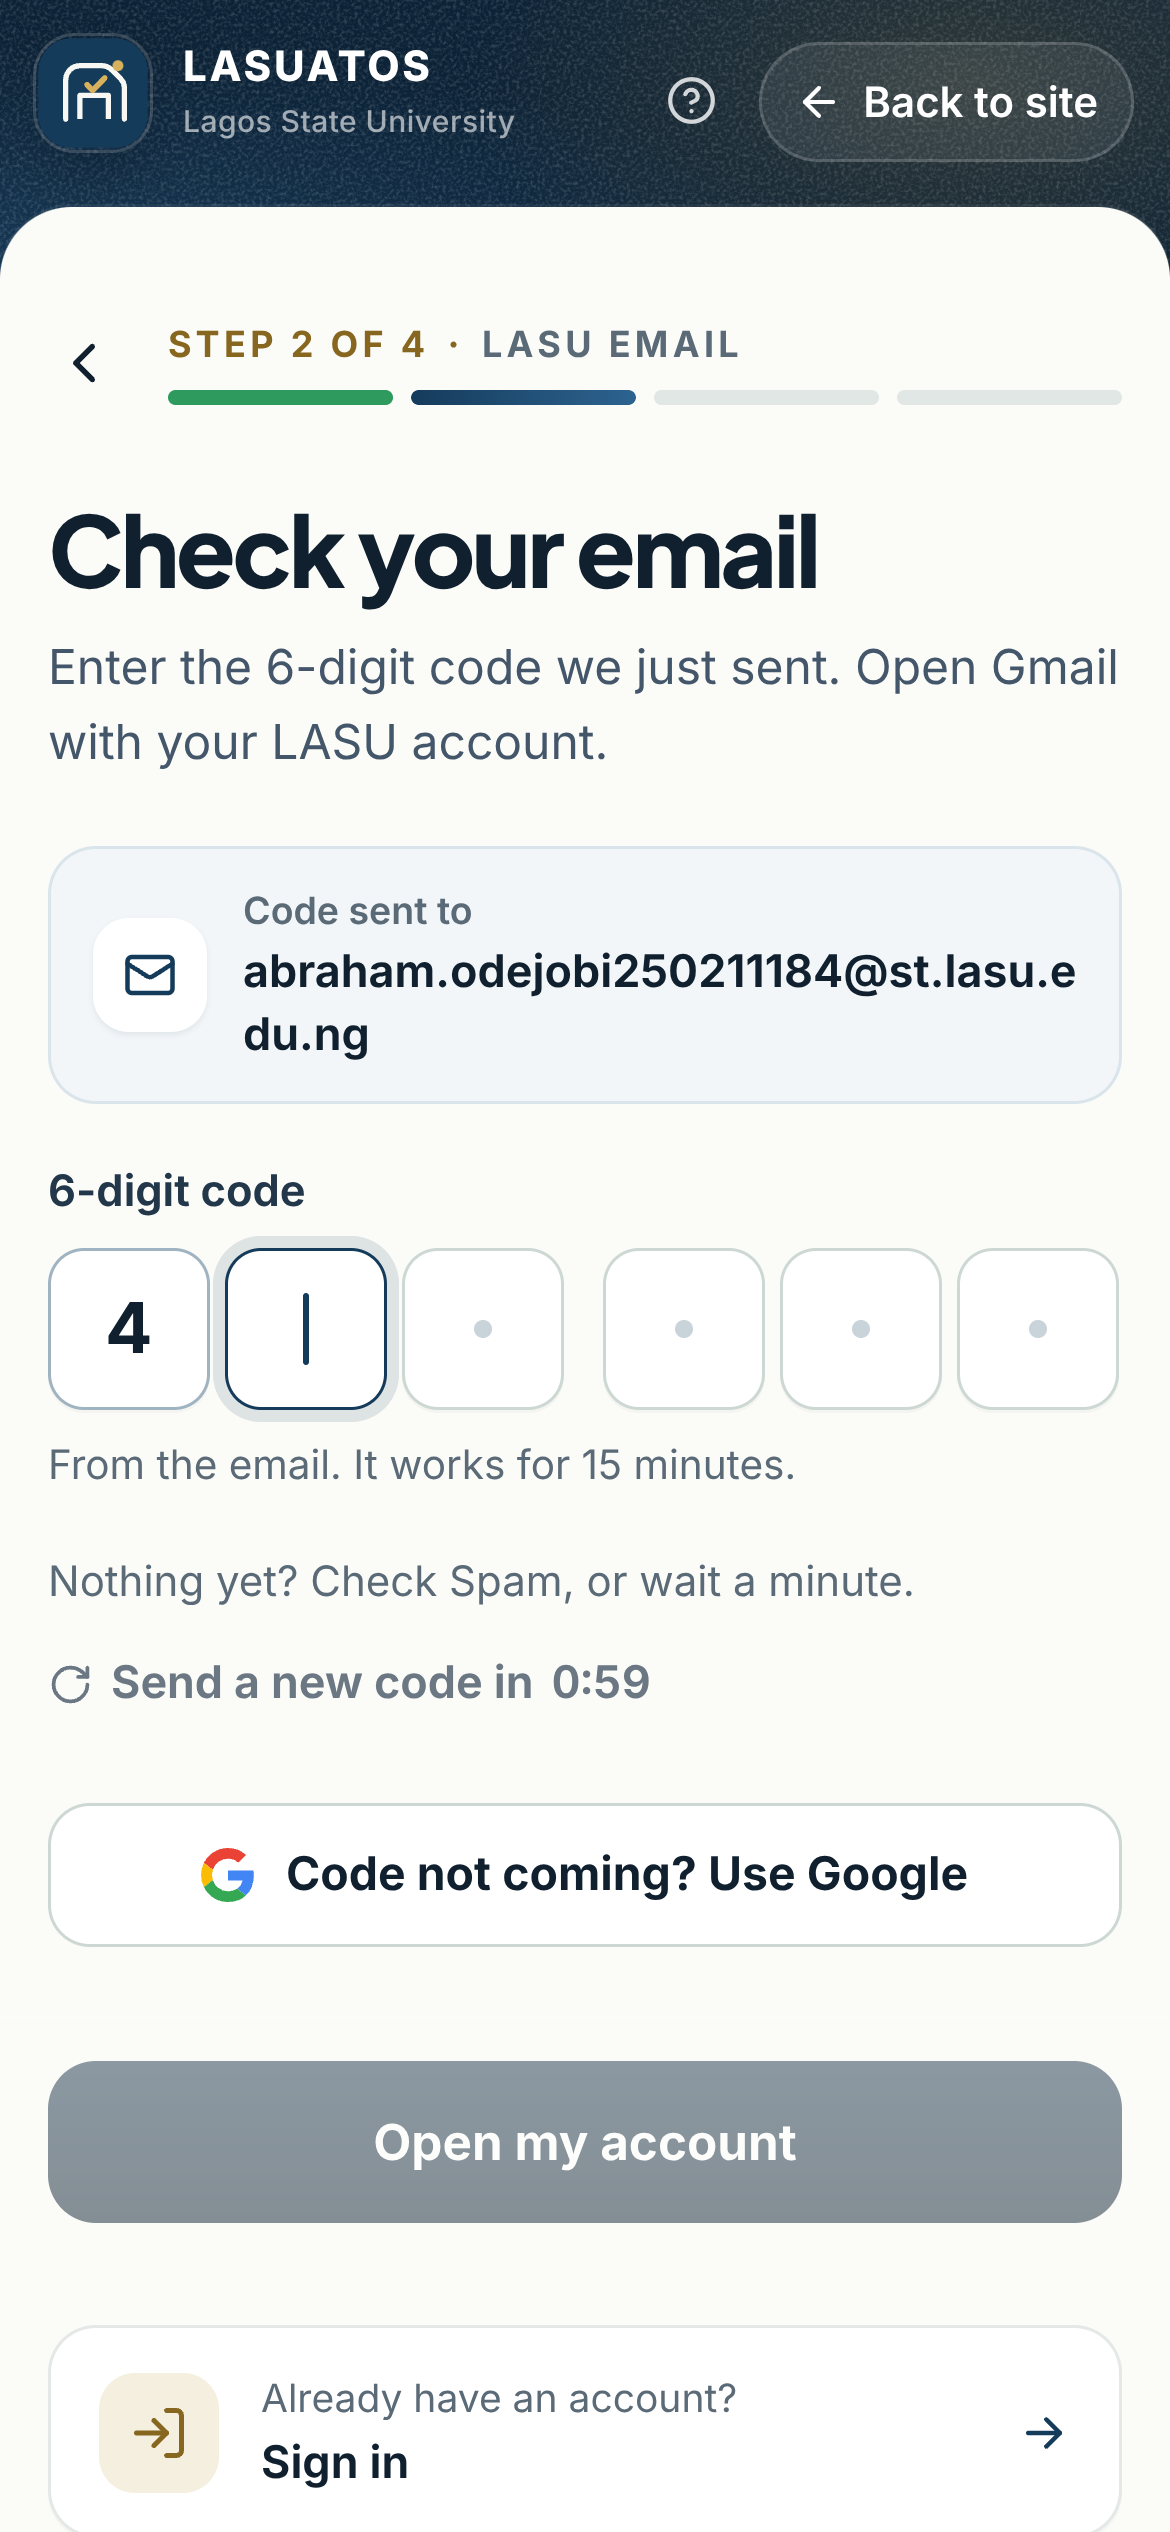 LASUATOS
Lagos State University
Back to site
STEP 2 OF 4 · LASU EMAIL
Check your email
Enter the 6-digit code we just sent. Open Gmail
with your LASU account.
Code sent to
abraham.odejobi250211184@st.lasu.e
du.ng
6-digit code
4
From the email. It works for 15 minutes.
Nothing yet? Check Spam, or wait a minute.
Send a new code in 0:59
Code not coming? Use Google
Open my account
Already have an account?
Sign in